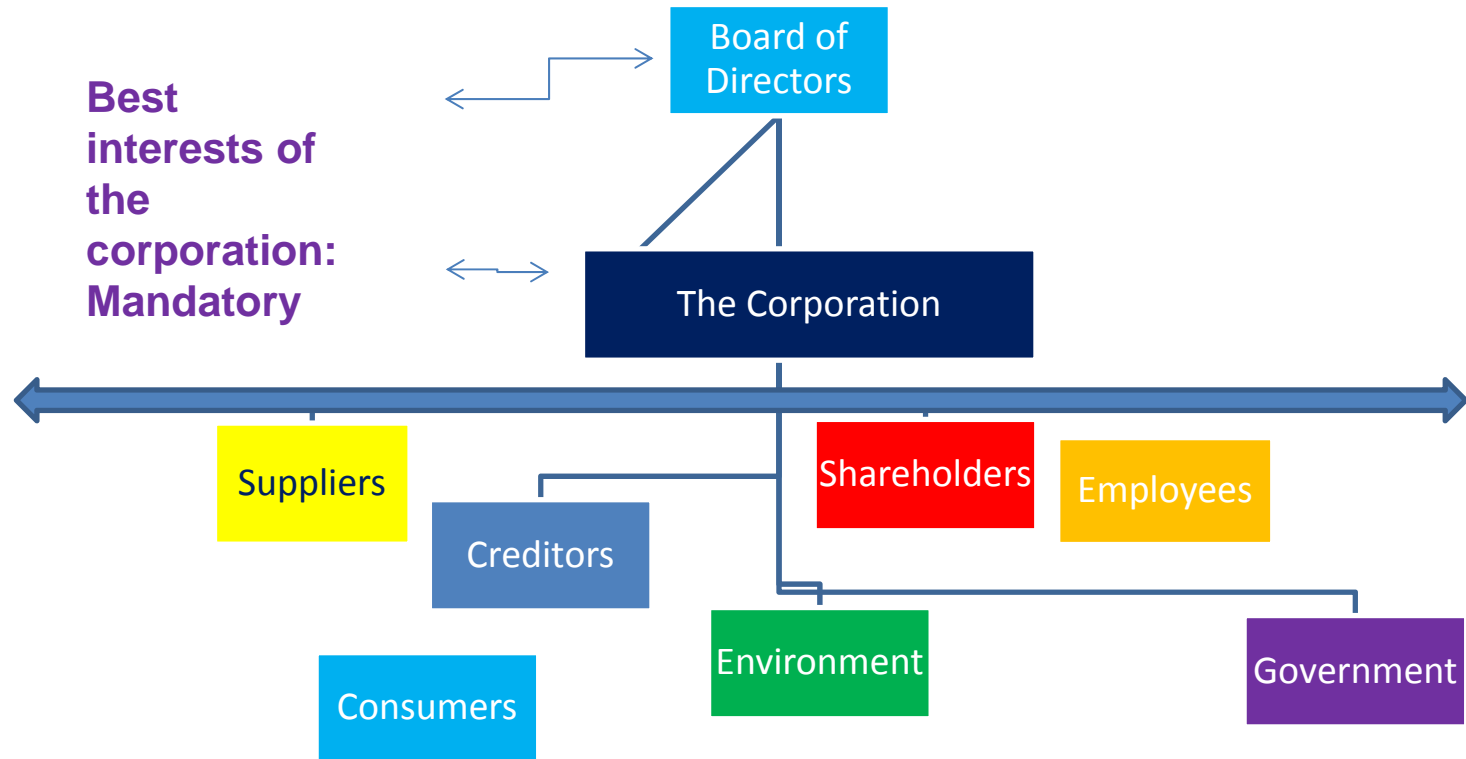 Board of
Directors
Best
interests of
the
corporation:
Mandatory
The Corporation
Suppliers
Shareholders
Employees
Creditors
Environment
Government
Consumers